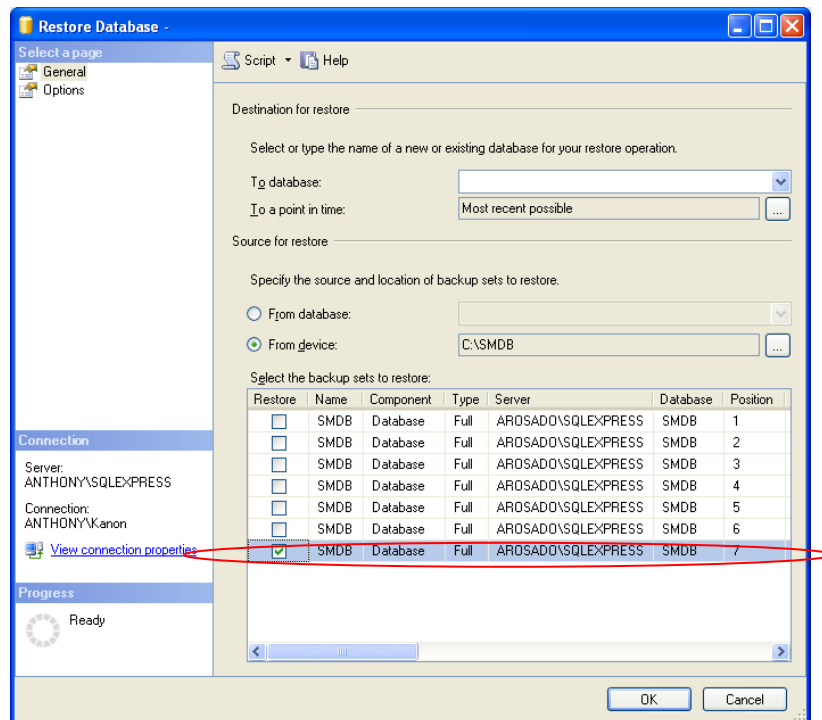 Restore Database -
Select a page
General
Options
Script Help
Destination for restore
Select or type the name of a new or existing database for your restore operation.
To database:
To a point in time: Most recent possible ...
Source for restore
Specify the source and location of backup sets to restore.
From database:
From device: C:\SMDB ...
Select the backup sets to restore:
Restore Name Component Type Server Database Position
SMDB Database Full AROSADO\SQLEXPRESS SMDB 1
SMDB Database Full AROSADO\SQLEXPRESS SMDB 2
SMDB Database Full AROSADO\SQLEXPRESS SMDB 3
SMDB Database Full AROSADO\SQLEXPRESS SMDB 4
SMDB Database Full AROSADO\SQLEXPRESS SMDB 5
SMDB Database Full AROSADO\SQLEXPRESS SMDB 6
SMDB Database Full AROSADO\SQLEXPRESS SMDB 7
Connection
Server:
ANTHONY\SQLEXPRESS
Connection:
ANTHONY\Kanon
View connection properties
Progress
Ready
OK Cancel